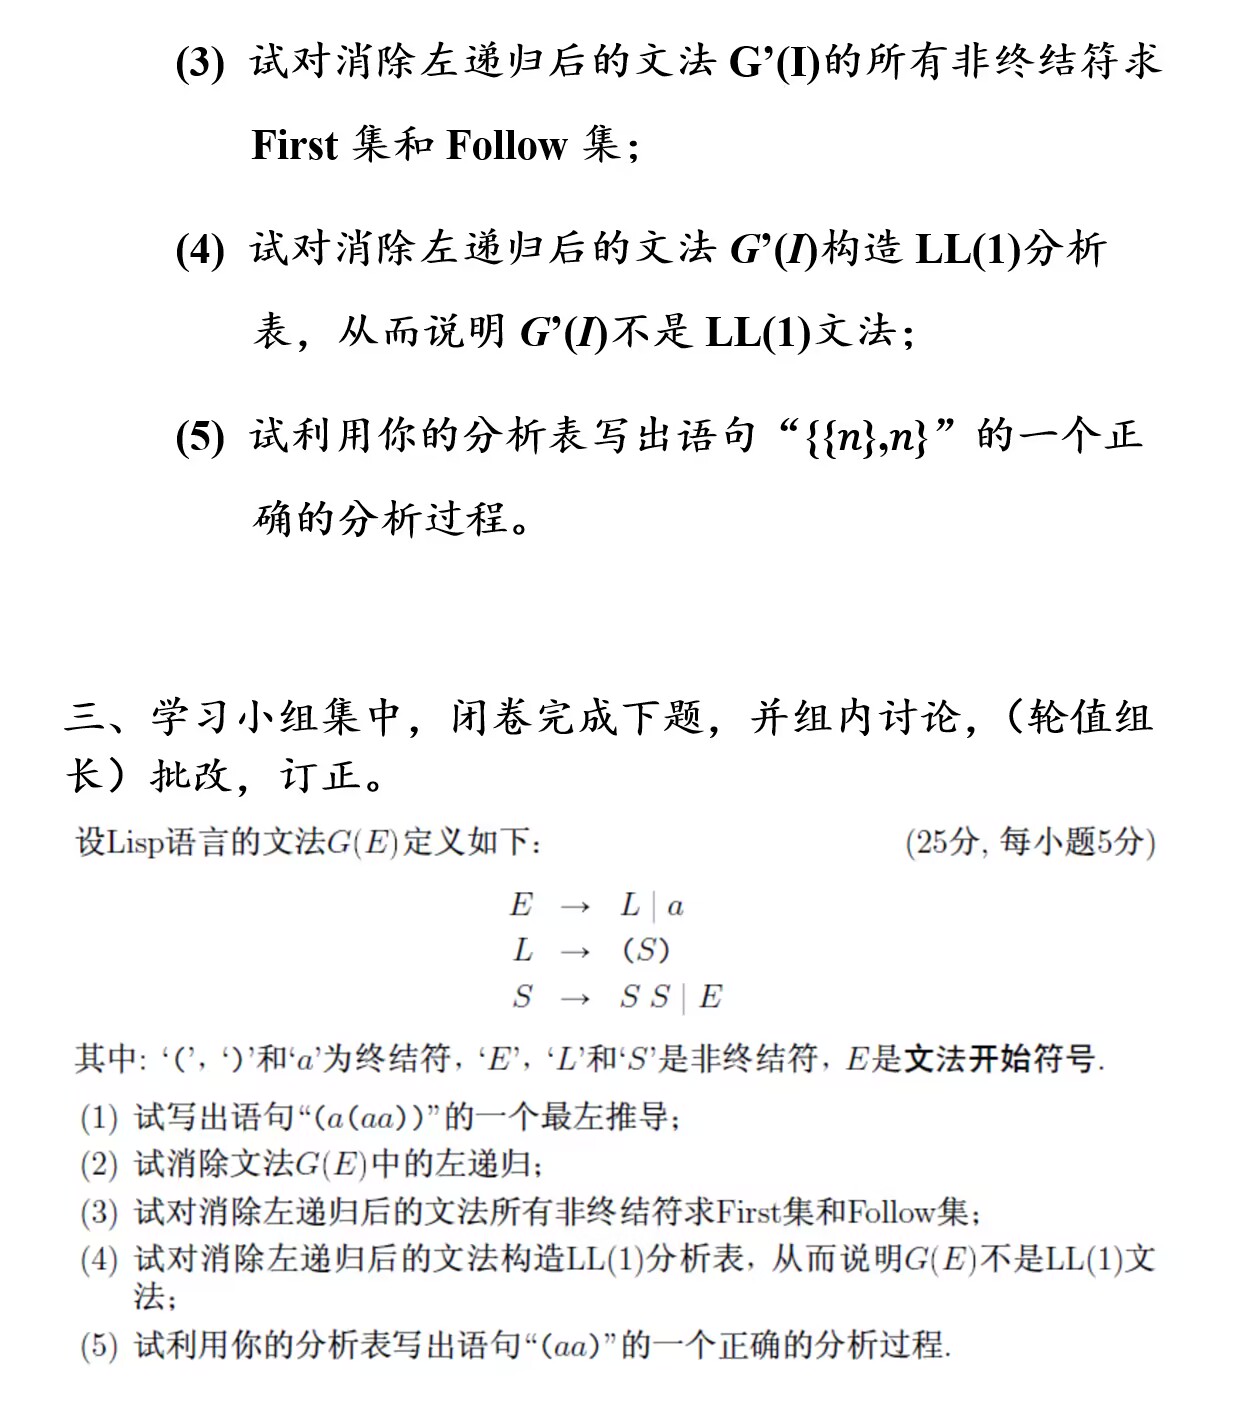 (3) 试对消除左递归后的文法 G’(I)的所有非终结符求
First 集和 Follow 集；
(4) 试对消除左递归后的文法 G’(I)构造 LL(1)分析
表，从而说明 G’(I)不是 LL(1)文法；
(5) 试利用你的分析表写出语句“{{n},n}”的一个正
确的分析过程。
三、学习小组集中，闭卷完成下题，并组内讨论，（轮值组
长）批改，订正。
设Lisp语言的文法G(E)定义如下： (25分, 每小题5分)
E → L | a
L → (S)
S → S S | E
其中: ‘(’, ‘)’和‘a’为终结符, ‘E’, ‘L’和‘S’是非终结符, E是文法开始符号.
(1) 试写出语句“(a(aa))”的一个最左推导;
(2) 试消除文法G(E)中的左递归;
(3) 试对消除左递归后的文法所有非终结符求First集和Follow集;
(4) 试对消除左递归后的文法构造LL(1)分析表, 从而说明G(E)不是LL(1)文
法;
(5) 试利用你的分析表写出语句“(aa)”的一个正确的分析过程.